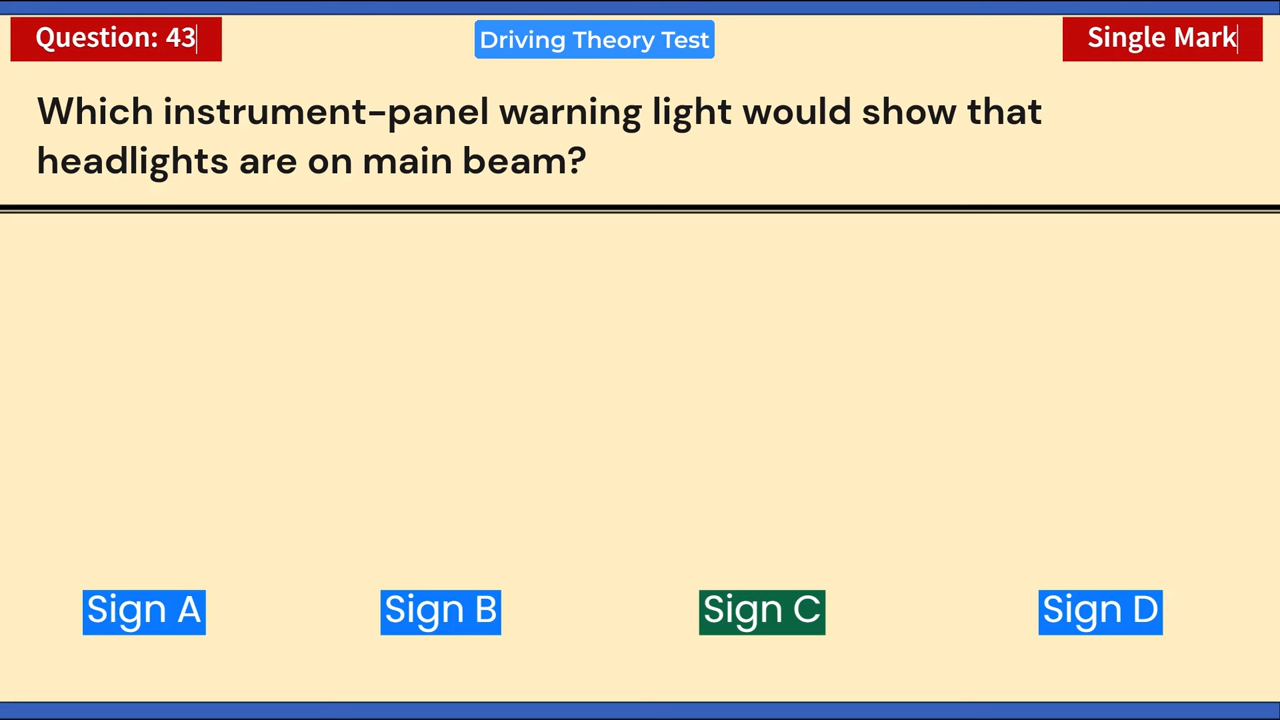 Question: 43
Driving Theory Test
Single Mark
Which instrument-panel warning light would show that
headlights are on main beam?
Sign A
Sign B
Sign C
Sign D